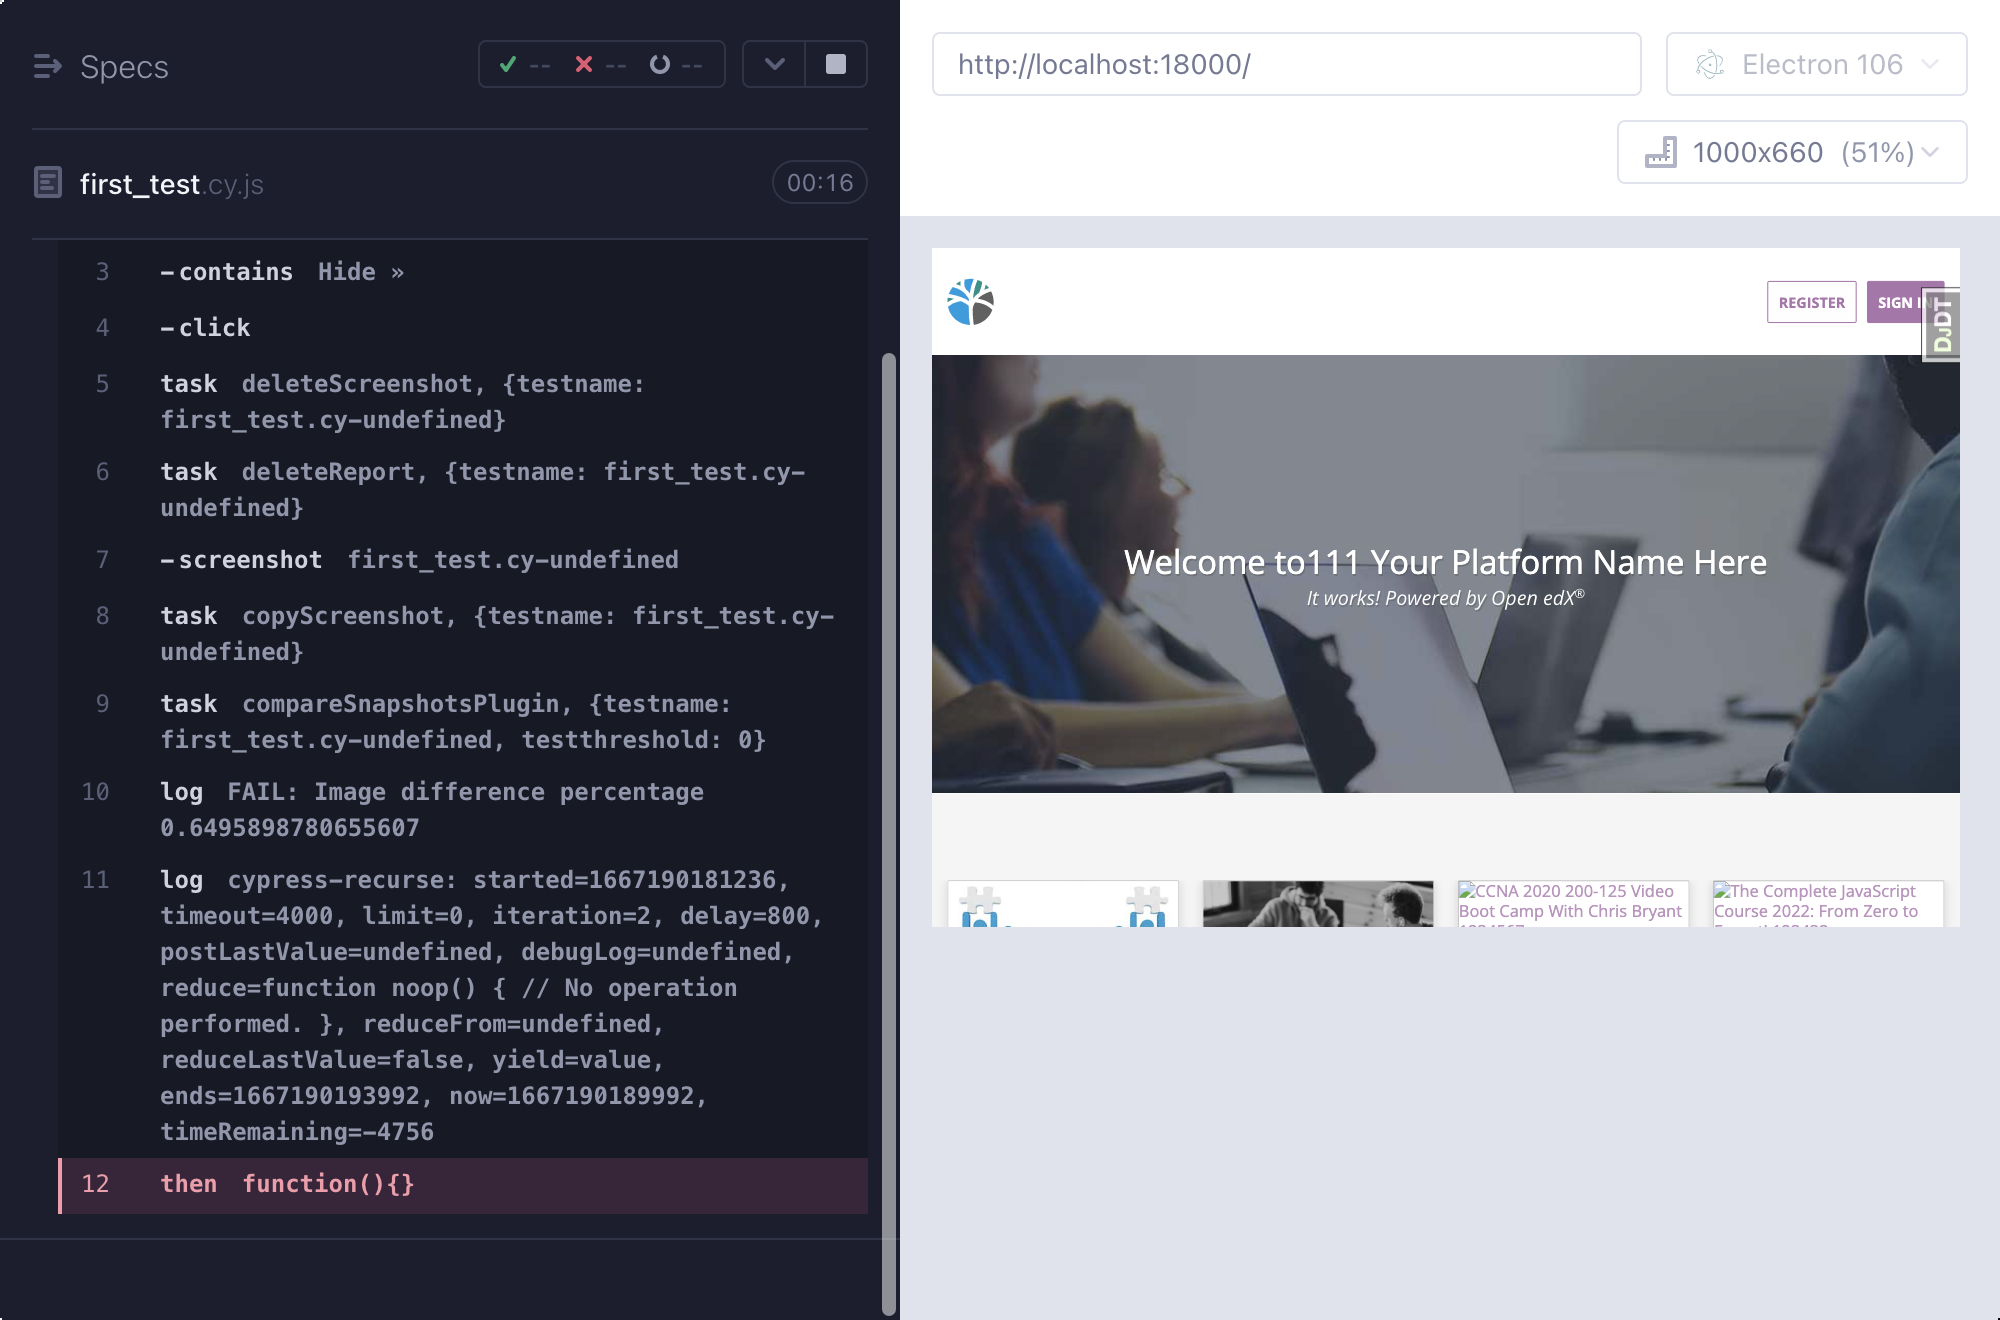 Specs
-- -- --
first_test.cy.js
00:16
3 -contains Hide »
4 -click
5 task deleteScreenshot, {testname:
first_test.cy-undefined}
6 task deleteReport, {testname: first_test.cy-
undefined}
7 -screenshot first_test.cy-undefined
8 task copyScreenshot, {testname: first_test.cy-
undefined}
9 task compareSnapshotsPlugin, {testname:
first_test.cy-undefined, testthreshold: 0}
10 log FAIL: Image difference percentage
0.6495898780655607
11 log cypress-recurse: started=1667190181236,
timeout=4000, limit=0, iteration=2, delay=800,
postLastValue=undefined, debugLog=undefined,
reduce=function noop() { // No operation
performed. }, reduceFrom=undefined,
reduceLastValue=false, yield=value,
ends=1667190193992, now=1667190189992,
timeRemaining=-4756
12 then function(){}
http://localhost:18000/
Electron 106
1000x660 (51%)
REGISTER
SIGN IN
DJDT
Welcome to111 Your Platform Name Here
It works! Powered by Open edX®
CCNA 2020 200-125 Video
Boot Camp With Chris Bryant
The Complete JavaScript
Course 2022: From Zero to